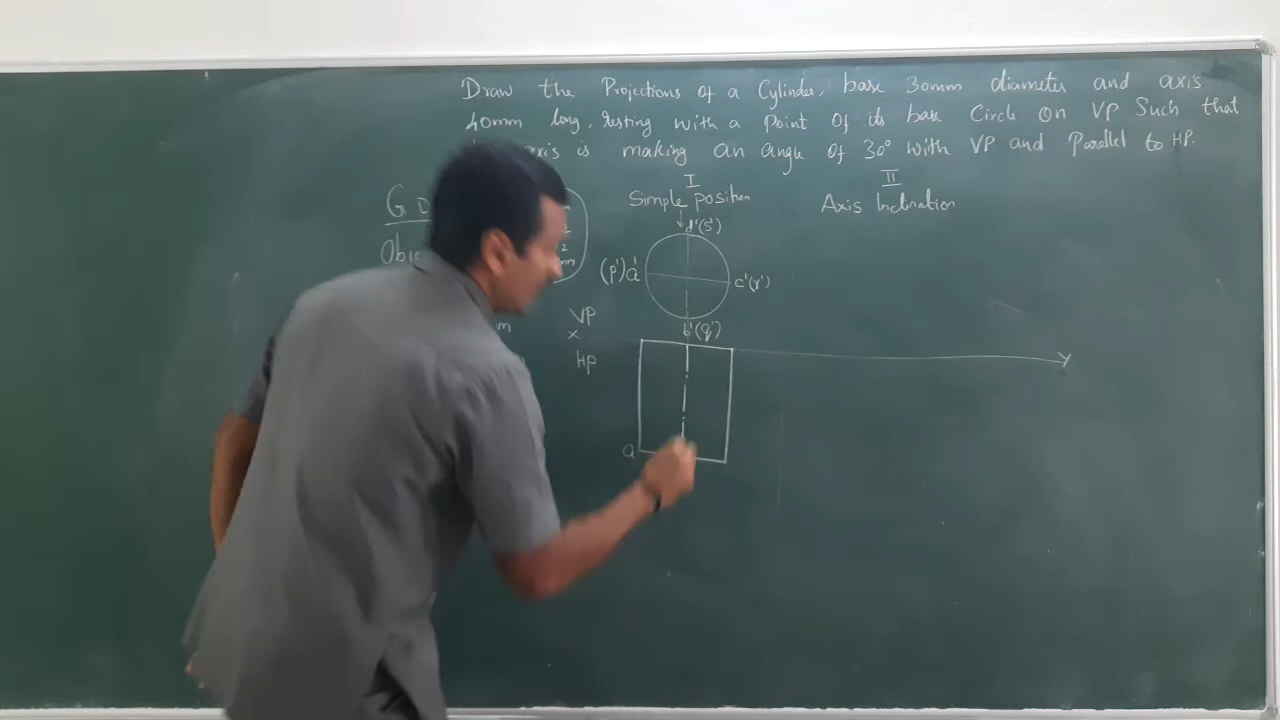 Draw the Projections of a Cylinder, base 30mm diameter and axis
40mm long, resting with a point of its base Circle on VP Such that
axis is making an angle of 30° with VP and Parallel to HP.
I
II
Simple position
Axis Inclination
G
d'(s')
(p')a'
c'(r')
VP
b'(q')
x
HP
y
a